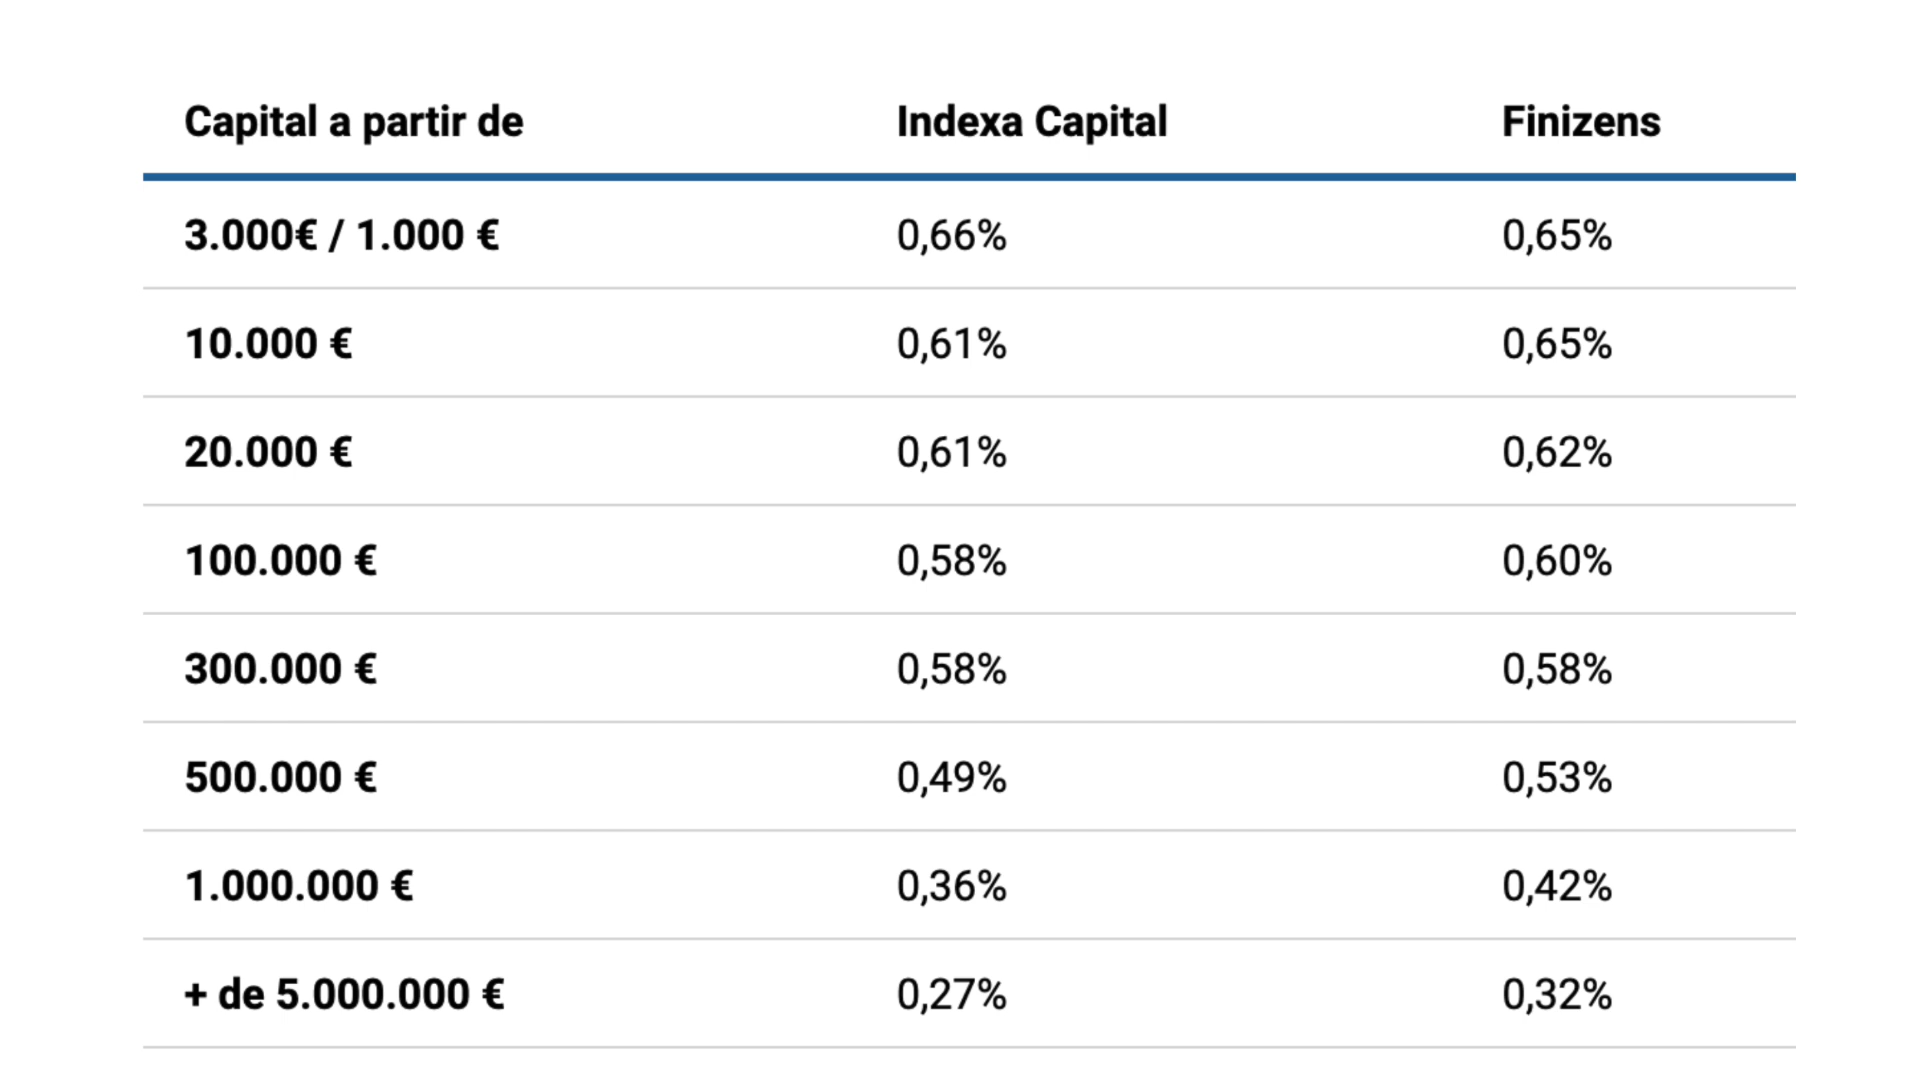 Capital a partir de Indexa Capital Finizens
3.000€ / 1.000 € 0,66% 0,65%
10.000 € 0,61% 0,65%
20.000 € 0,61% 0,62%
100.000 € 0,58% 0,60%
300.000 € 0,58% 0,58%
500.000 € 0,49% 0,53%
1.000.000 € 0,36% 0,42%
+ de 5.000.000 € 0,27% 0,32%